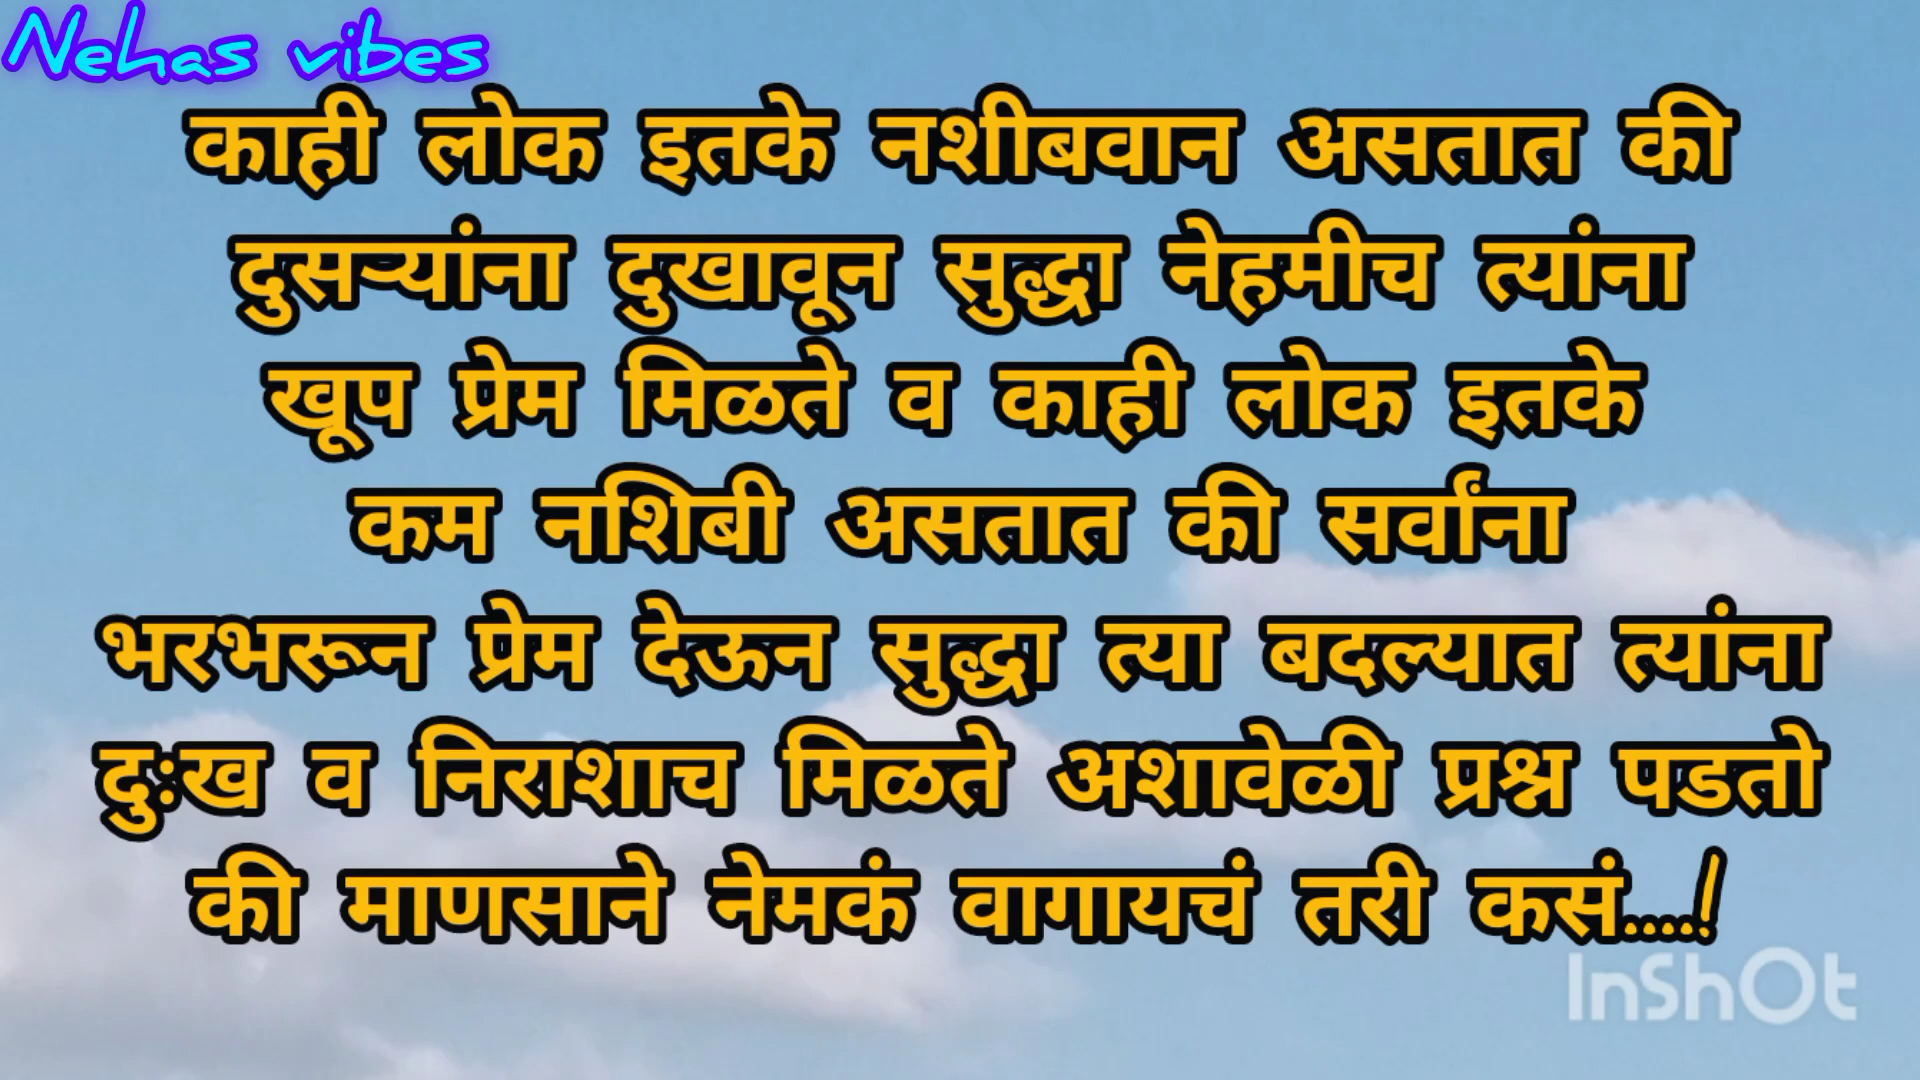 Nehas vibes
काही लोक इतके नशीबवान असतात की
दुसऱ्यांना दुखावून सुद्धा नेहमीच त्यांना
खूप प्रेम मिळते व काही लोक इतके
कम नशिबी असतात की सर्वांना
भरभरून प्रेम देऊन सुद्धा त्या बदल्यात त्यांना
दुःख व निराशाच मिळते अशावेळी प्रश्न पडतो
की माणसाने नेमकं वागायचं तरी कसं....!
InShOt